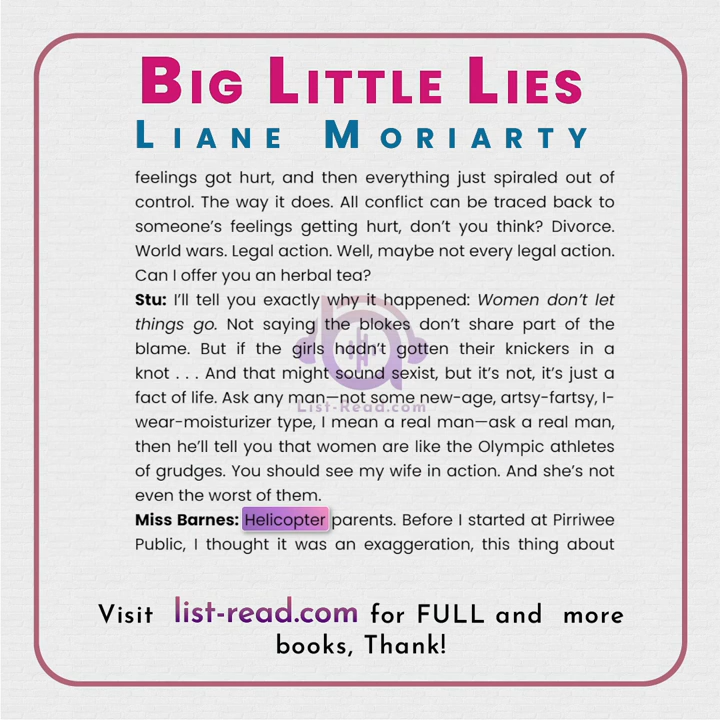 BIG LITTLE LIES
LIANE MORIARTY
feelings got hurt, and then everything just spiraled out of
control. The way it does. All conflict can be traced back to
someone's feelings getting hurt, don't you think? Divorce.
World wars. Legal action. Well, maybe not every legal action.
Can I offer you an herbal tea?
Stu: I'll tell you exactly why it happened: Women don't let
things go. Not saying the blokes don't share part of the
blame. But if the girls hadn't gotten their knickers in a
knot . . . And that might sound sexist, but it's not, it's just a
fact of life. Ask any man—not some new-age, artsy-fartsy, I-
List-Read.com
wear-moisturizer type, I mean a real man—ask a real man,
then he'll tell you that women are like the Olympic athletes
of grudges. You should see my wife in action. And she's not
even the worst of them.
Miss Barnes: Helicopter parents. Before I started at Pirriwee
Public, I thought it was an exaggeration, this thing about
Visit list-read.com for FULL and more
books, Thank!